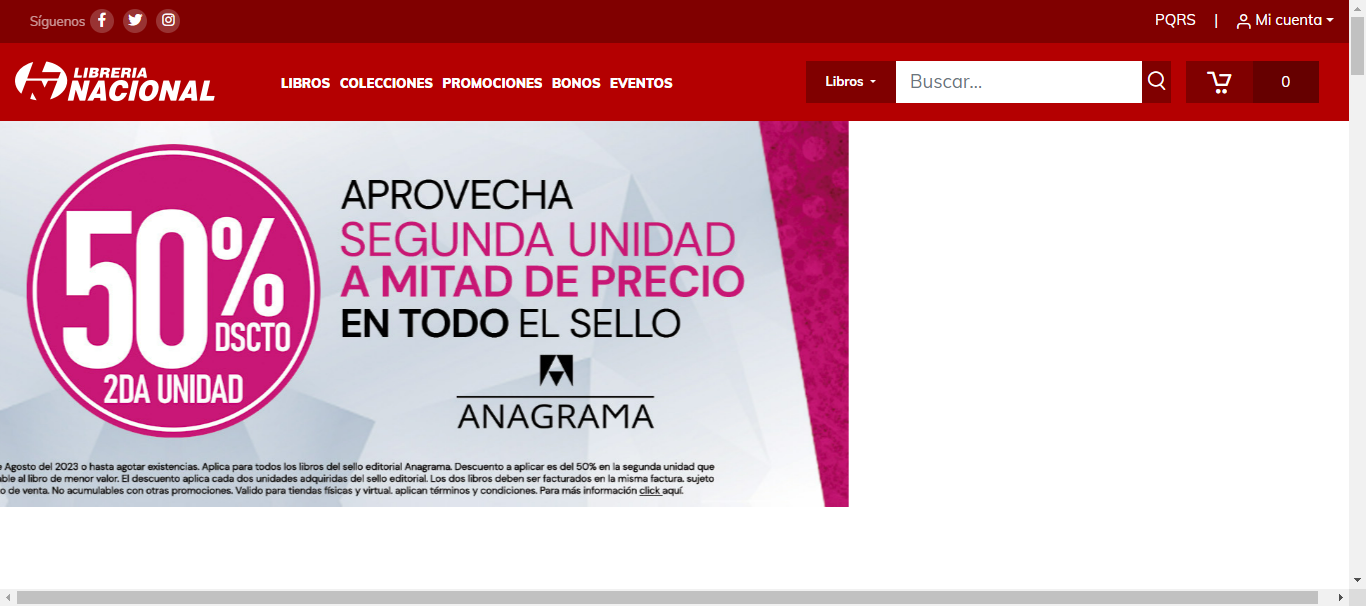 Síguenos
PQRS | Mi cuenta
LIBRERIA
NACIONAL
LIBROS COLECCIONES PROMOCIONES BONOS EVENTOS
Libros Buscar... 0
50%
DSCTO
2DA UNIDAD
APROVECHA
SEGUNDA UNIDAD
A MITAD DE PRECIO
EN TODO EL SELLO
ANAGRAMA
Agosto del 2023 o hasta agotar existencias. Aplica para todos los libros del sello editorial Anagrama. Descuento a aplicar es del 50% en la segunda unidad que
al libro de menor valor. El descuento aplica cada dos unidades adquiridas del sello editorial. Los dos libros deben ser facturados en la misma factura. sujeto
de venta. No acumulables con otras promociones. Valido para tiendas físicas y virtual. aplican términos y condiciones. Para más información click aquí.